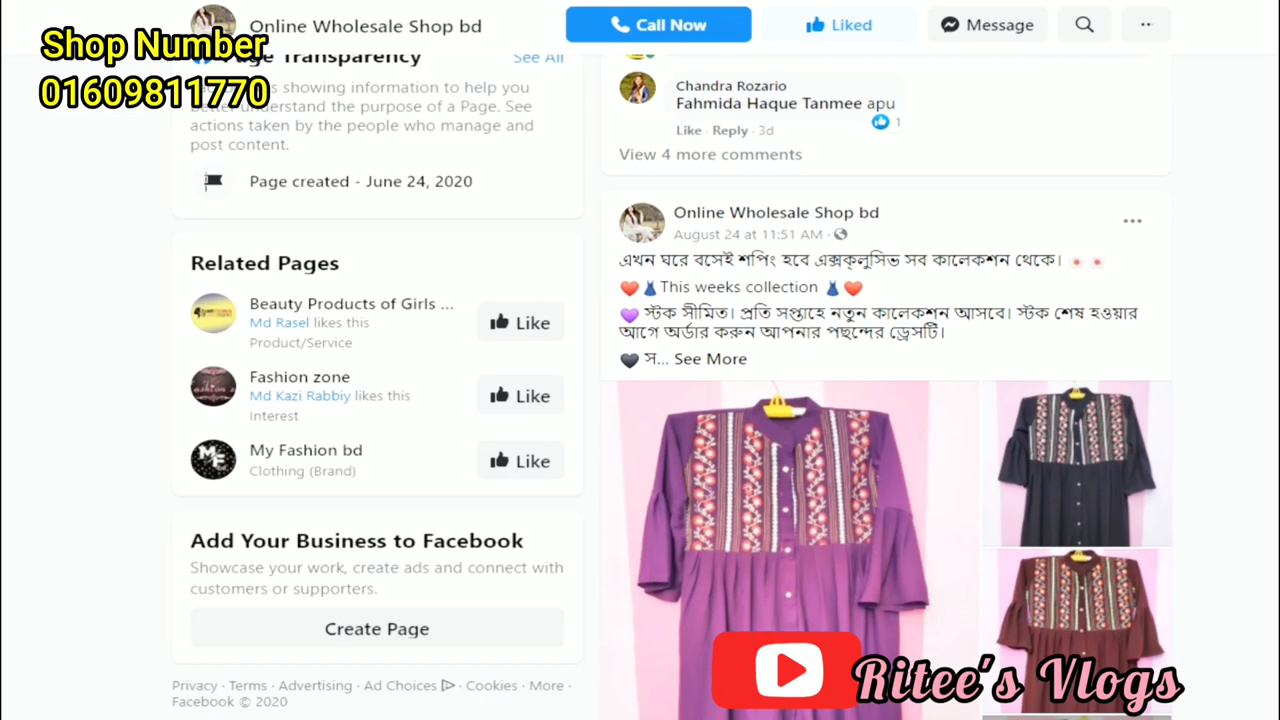 Shop Number
01609811770
Online Wholesale Shop bd
Call Now
Liked
Message
Page Transparency
See All
showing information to help you
better understand the purpose of a Page. See
actions taken by the people who manage and
post content.
Page created - June 24, 2020
Related Pages
Beauty Products of Girls ...
Md Rasel likes this
Product/Service
Like
Fashion zone
Md Kazi Rabbiy likes this
Interest
Like
My Fashion bd
Clothing (Brand)
Like
Add Your Business to Facebook
Showcase your work, create ads and connect with
customers or supporters.
Create Page
Privacy · Terms · Advertising · Ad Choices · Cookies · More ·
Facebook © 2020
Chandra Rozario
Fahmida Haque Tanmee apu
1
Like · Reply · 3d
View 4 more comments
Online Wholesale Shop bd
August 24 at 11:51 AM ·
এখন ঘরে বসেই শপিং হবে এক্সক্লুসিভ সব কালেকশন থেকে।
This weeks collection
স্টক সীমিত। প্রতি সপ্তাহে নতুন কালেকশন আসবে। স্টক শেষ হওয়ার
আগে অর্ডার করুন আপনার পছন্দের ড্রেসটি।
স... See More
Ritee's Vlogs